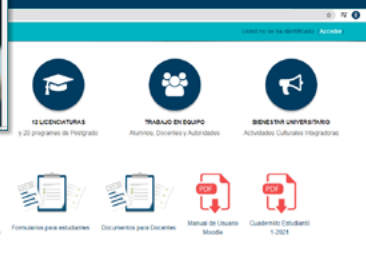 Usted no se ha identificado (Acceder)
12 LICENCIATURAS
y 20 programas de Postgrado
TRABAJO EN EQUIPO
Alumnos, Docentes y Autoridades
BIENESTAR UNIVERSITARIO
Actividades Culturales Integradoras
PDF
PDF
Formularios para estudiantes
Documentos para Docentes
Manual de Usuario
Moodle
Cuadernillo Estudiantil
1-2021